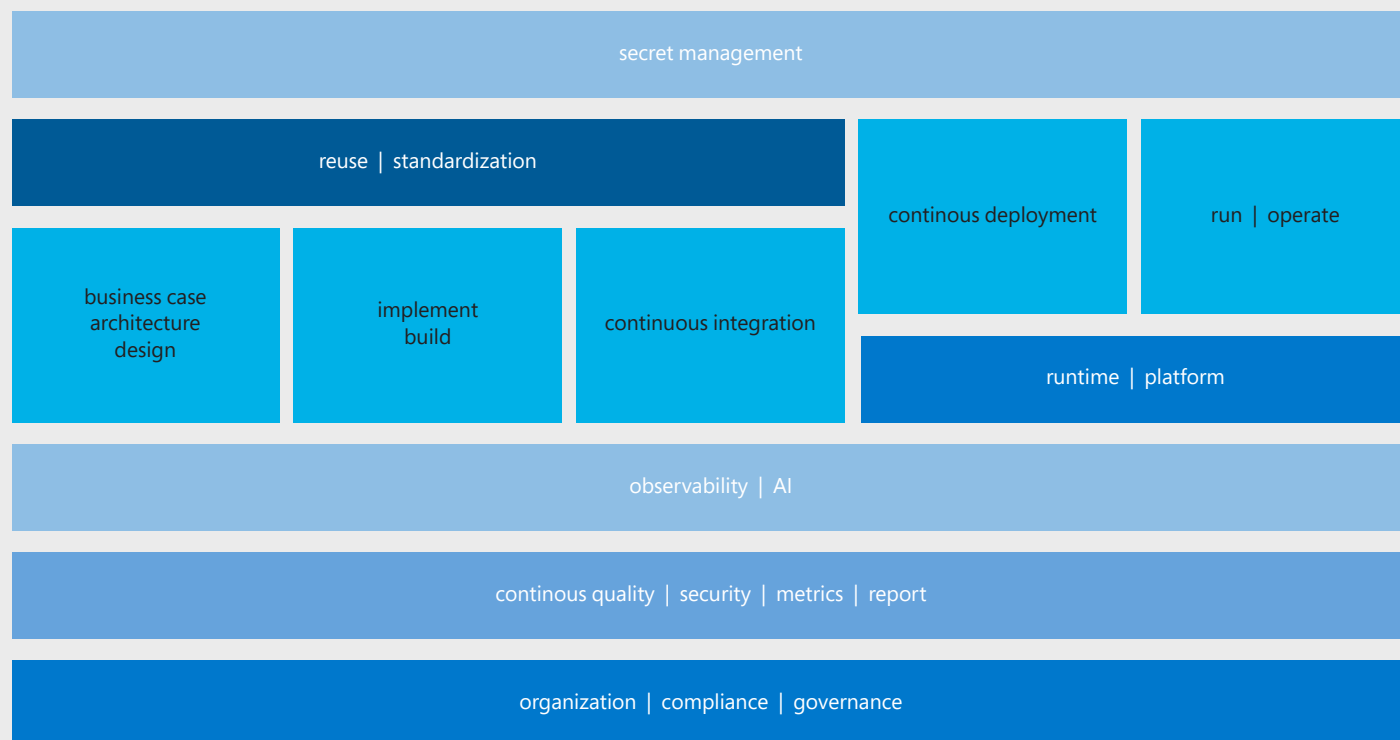 secret management
reuse | standardization
continous deployment
run | operate
business case
architecture
design
implement
build
continuous integration
runtime | platform
observability | AI
continous quality | security | metrics | report
organization | compliance | governance